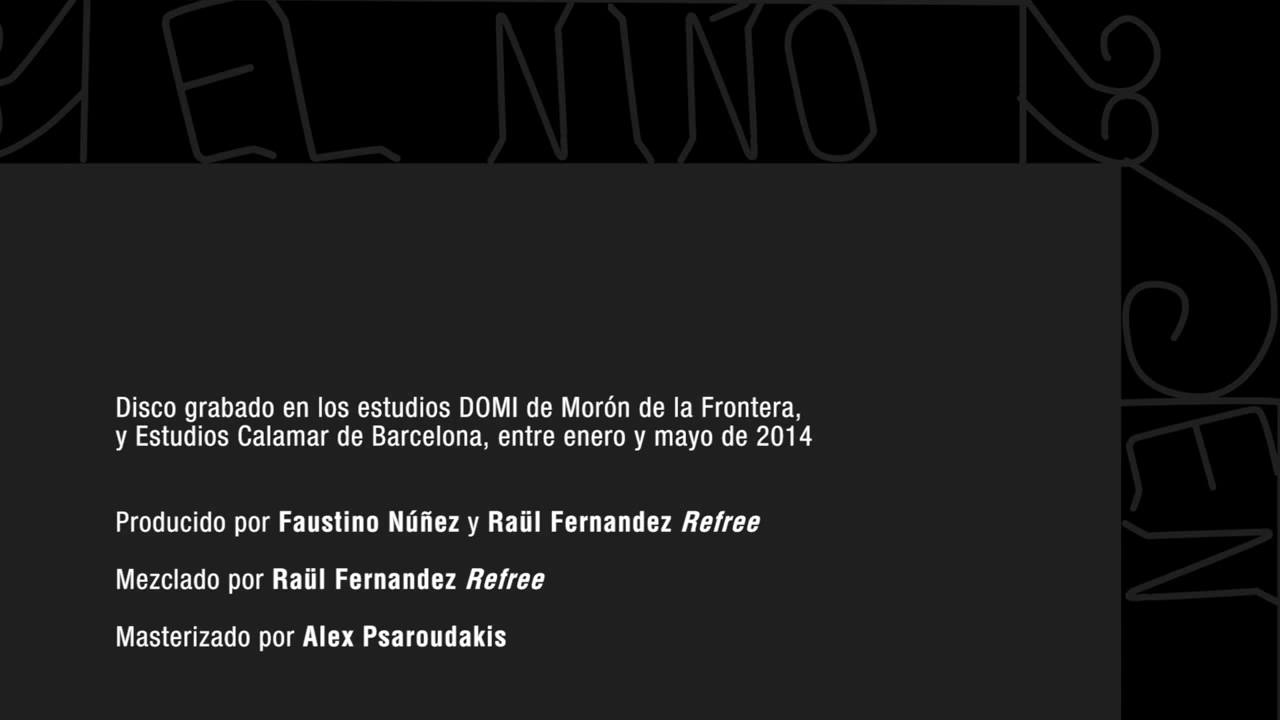 EL NIÑO
DE
Disco grabado en los estudios DOMI de Morón de la Frontera,
y Estudios Calamar de Barcelona, entre enero y mayo de 2014
Producido por Faustino Núñez y Raül Fernandez Refree
Mezclado por Raül Fernandez Refree
Masterizado por Alex Psaroudakis